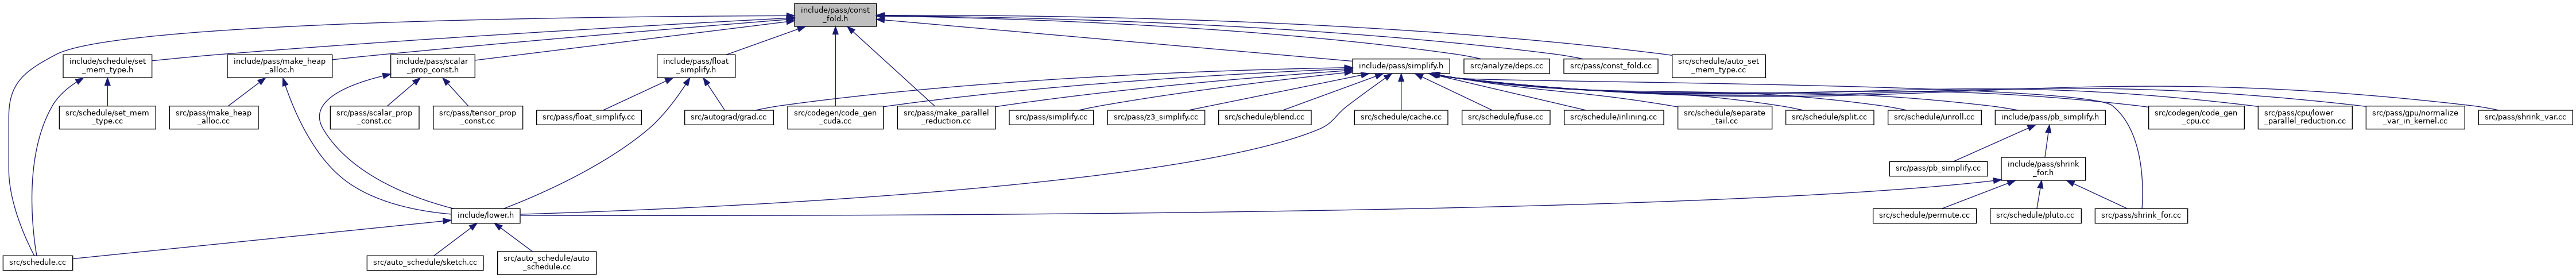 include/pass/const
_fold.h
include/schedule/set
_mem_type.h
include/pass/make_heap
_alloc.h
include/pass/scalar
_prop_const.h
include/pass/float
_simplify.h
include/pass/simplify.h
src/analyze/deps.cc
src/pass/const_fold.cc
src/schedule/auto_set
_mem_type.cc
src/schedule/set_mem
_type.cc
src/pass/make_heap
_alloc.cc
src/pass/scalar_prop
_const.cc
src/pass/tensor_prop
_const.cc
src/pass/float_simplify.cc
src/autograd/grad.cc
src/codegen/code_gen
_cuda.cc
src/pass/make_parallel
_reduction.cc
src/pass/simplify.cc
src/pass/z3_simplify.cc
src/schedule/blend.cc
src/schedule/cache.cc
src/schedule/fuse.cc
src/schedule/inlining.cc
src/schedule/separate
_tail.cc
src/schedule/split.cc
src/schedule/unroll.cc
include/pass/pb_simplify.h
src/codegen/code_gen
_cpu.cc
src/pass/cpu/lower
_parallel_reduction.cc
src/pass/gpu/normalize
_var_in_kernel.cc
src/pass/shrink_var.cc
src/pass/pb_simplify.cc
include/pass/shrink
_for.h
include/lower.h
src/schedule/permute.cc
src/schedule/pluto.cc
src/pass/shrink_for.cc
src/schedule.cc
src/auto_schedule/sketch.cc
src/auto_schedule/auto
_schedule.cc